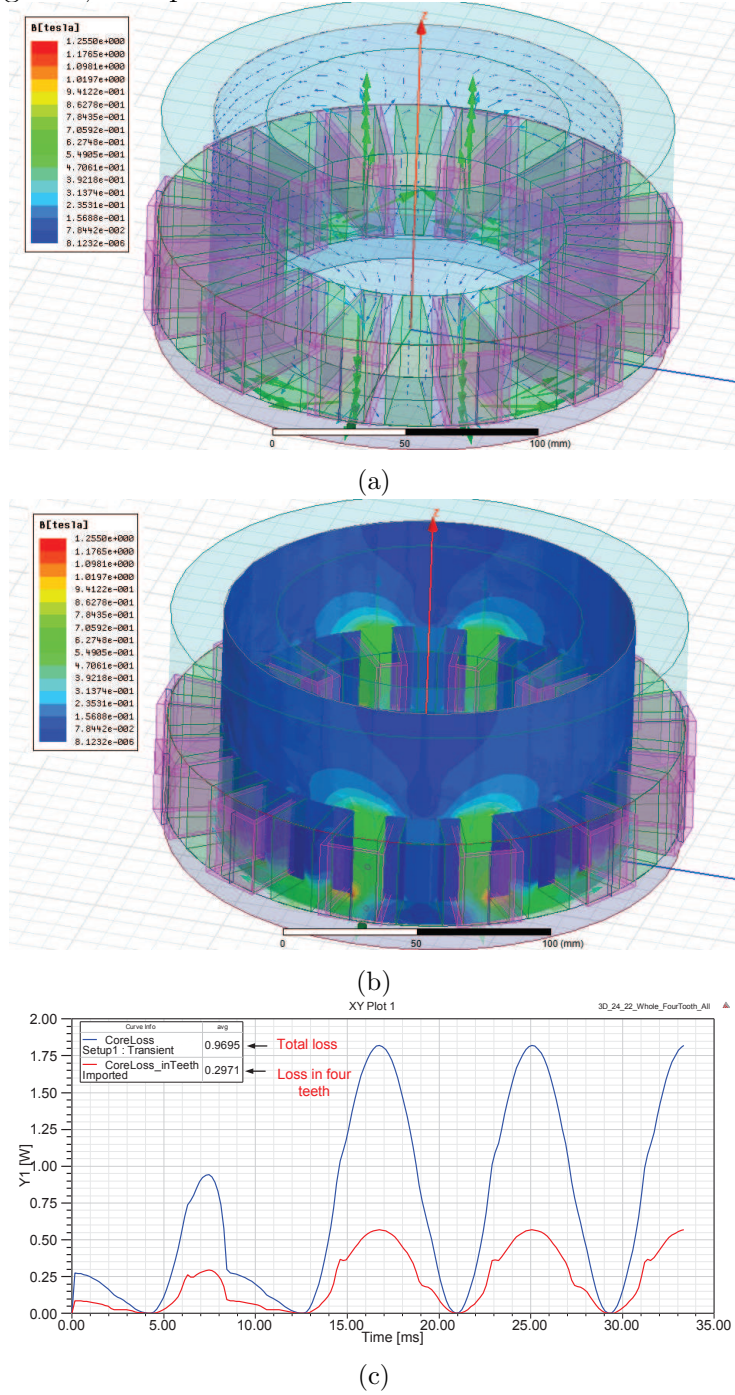 B[tesla]
1.2550e+000
1.1765e+000
1.0981e+000
1.0197e+000
9.4122e-001
8.6278e-001
7.8435e-001
7.0592e-001
6.2748e-001
5.4905e-001
4.7061e-001
3.9218e-001
3.1374e-001
2.3531e-001
1.5688e-001
7.8442e-002
8.1232e-006
Z
0 50 100 (mm)
(a)
B[tesla]
1.2550e+000
1.1765e+000
1.0981e+000
1.0197e+000
9.4122e-001
8.6278e-001
7.8435e-001
7.0592e-001
6.2748e-001
5.4905e-001
4.7061e-001
3.9218e-001
3.1374e-001
2.3531e-001
1.5688e-001
7.8442e-002
8.1232e-006
Z
0 50 100 (mm)
(b)
XY Plot 1 3D_24_22_Whole_FourTooth_All
Curve Info avg
CoreLoss
Setup1 : Transient 0.9695 Total loss
CoreLoss_inTeeth
Imported 0.2971 Loss in four
teeth
2.00
1.75
1.50
1.25
1.00
0.75
0.50
0.25
0.00
Y1 [W]
0.00 5.00 10.00 15.00 20.00 25.00 30.00 35.00
Time [ms]
(c)